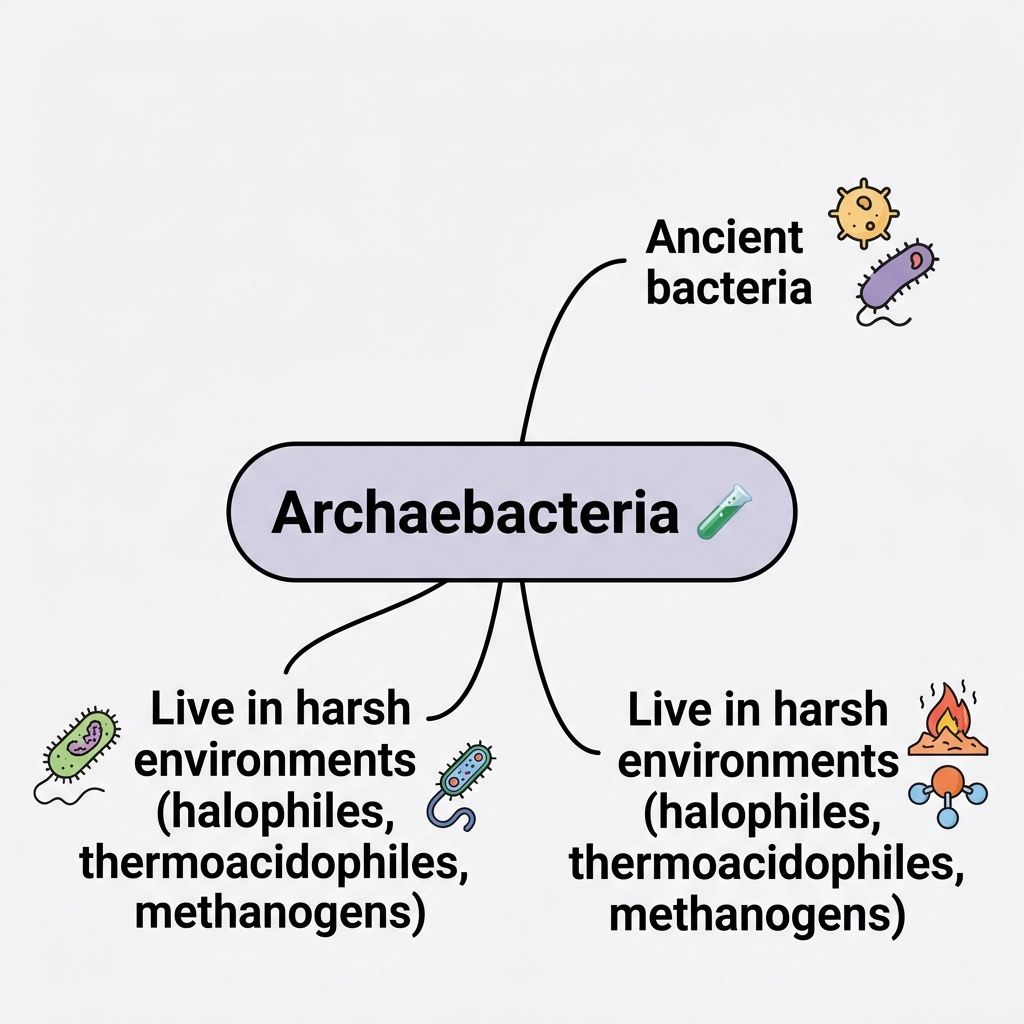 Ancient
bacteria
Archaebacteria
Live in harsh
environments
(halophiles,
thermoacidophiles,
methanogens)
Live in harsh
environments
(halophiles,
thermoacidophiles,
methanogens)